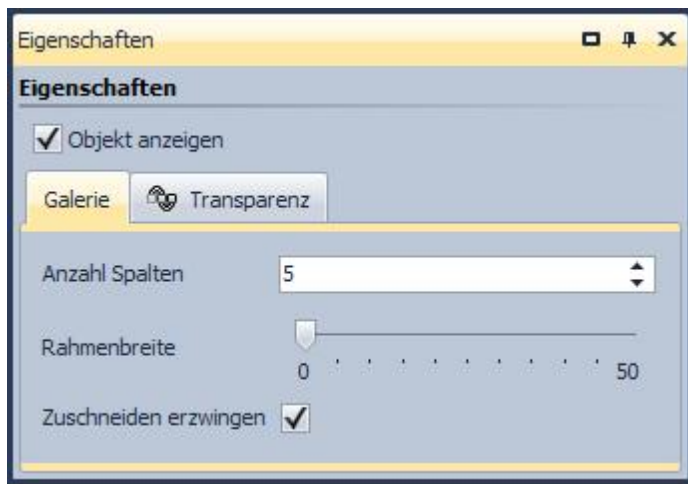 Eigenschaften
Eigenschaften
Objekt anzeigen
Galerie Transparenz
Anzahl Spalten 5
Rahmenbreite
0 50
Zuschneiden erzwingen